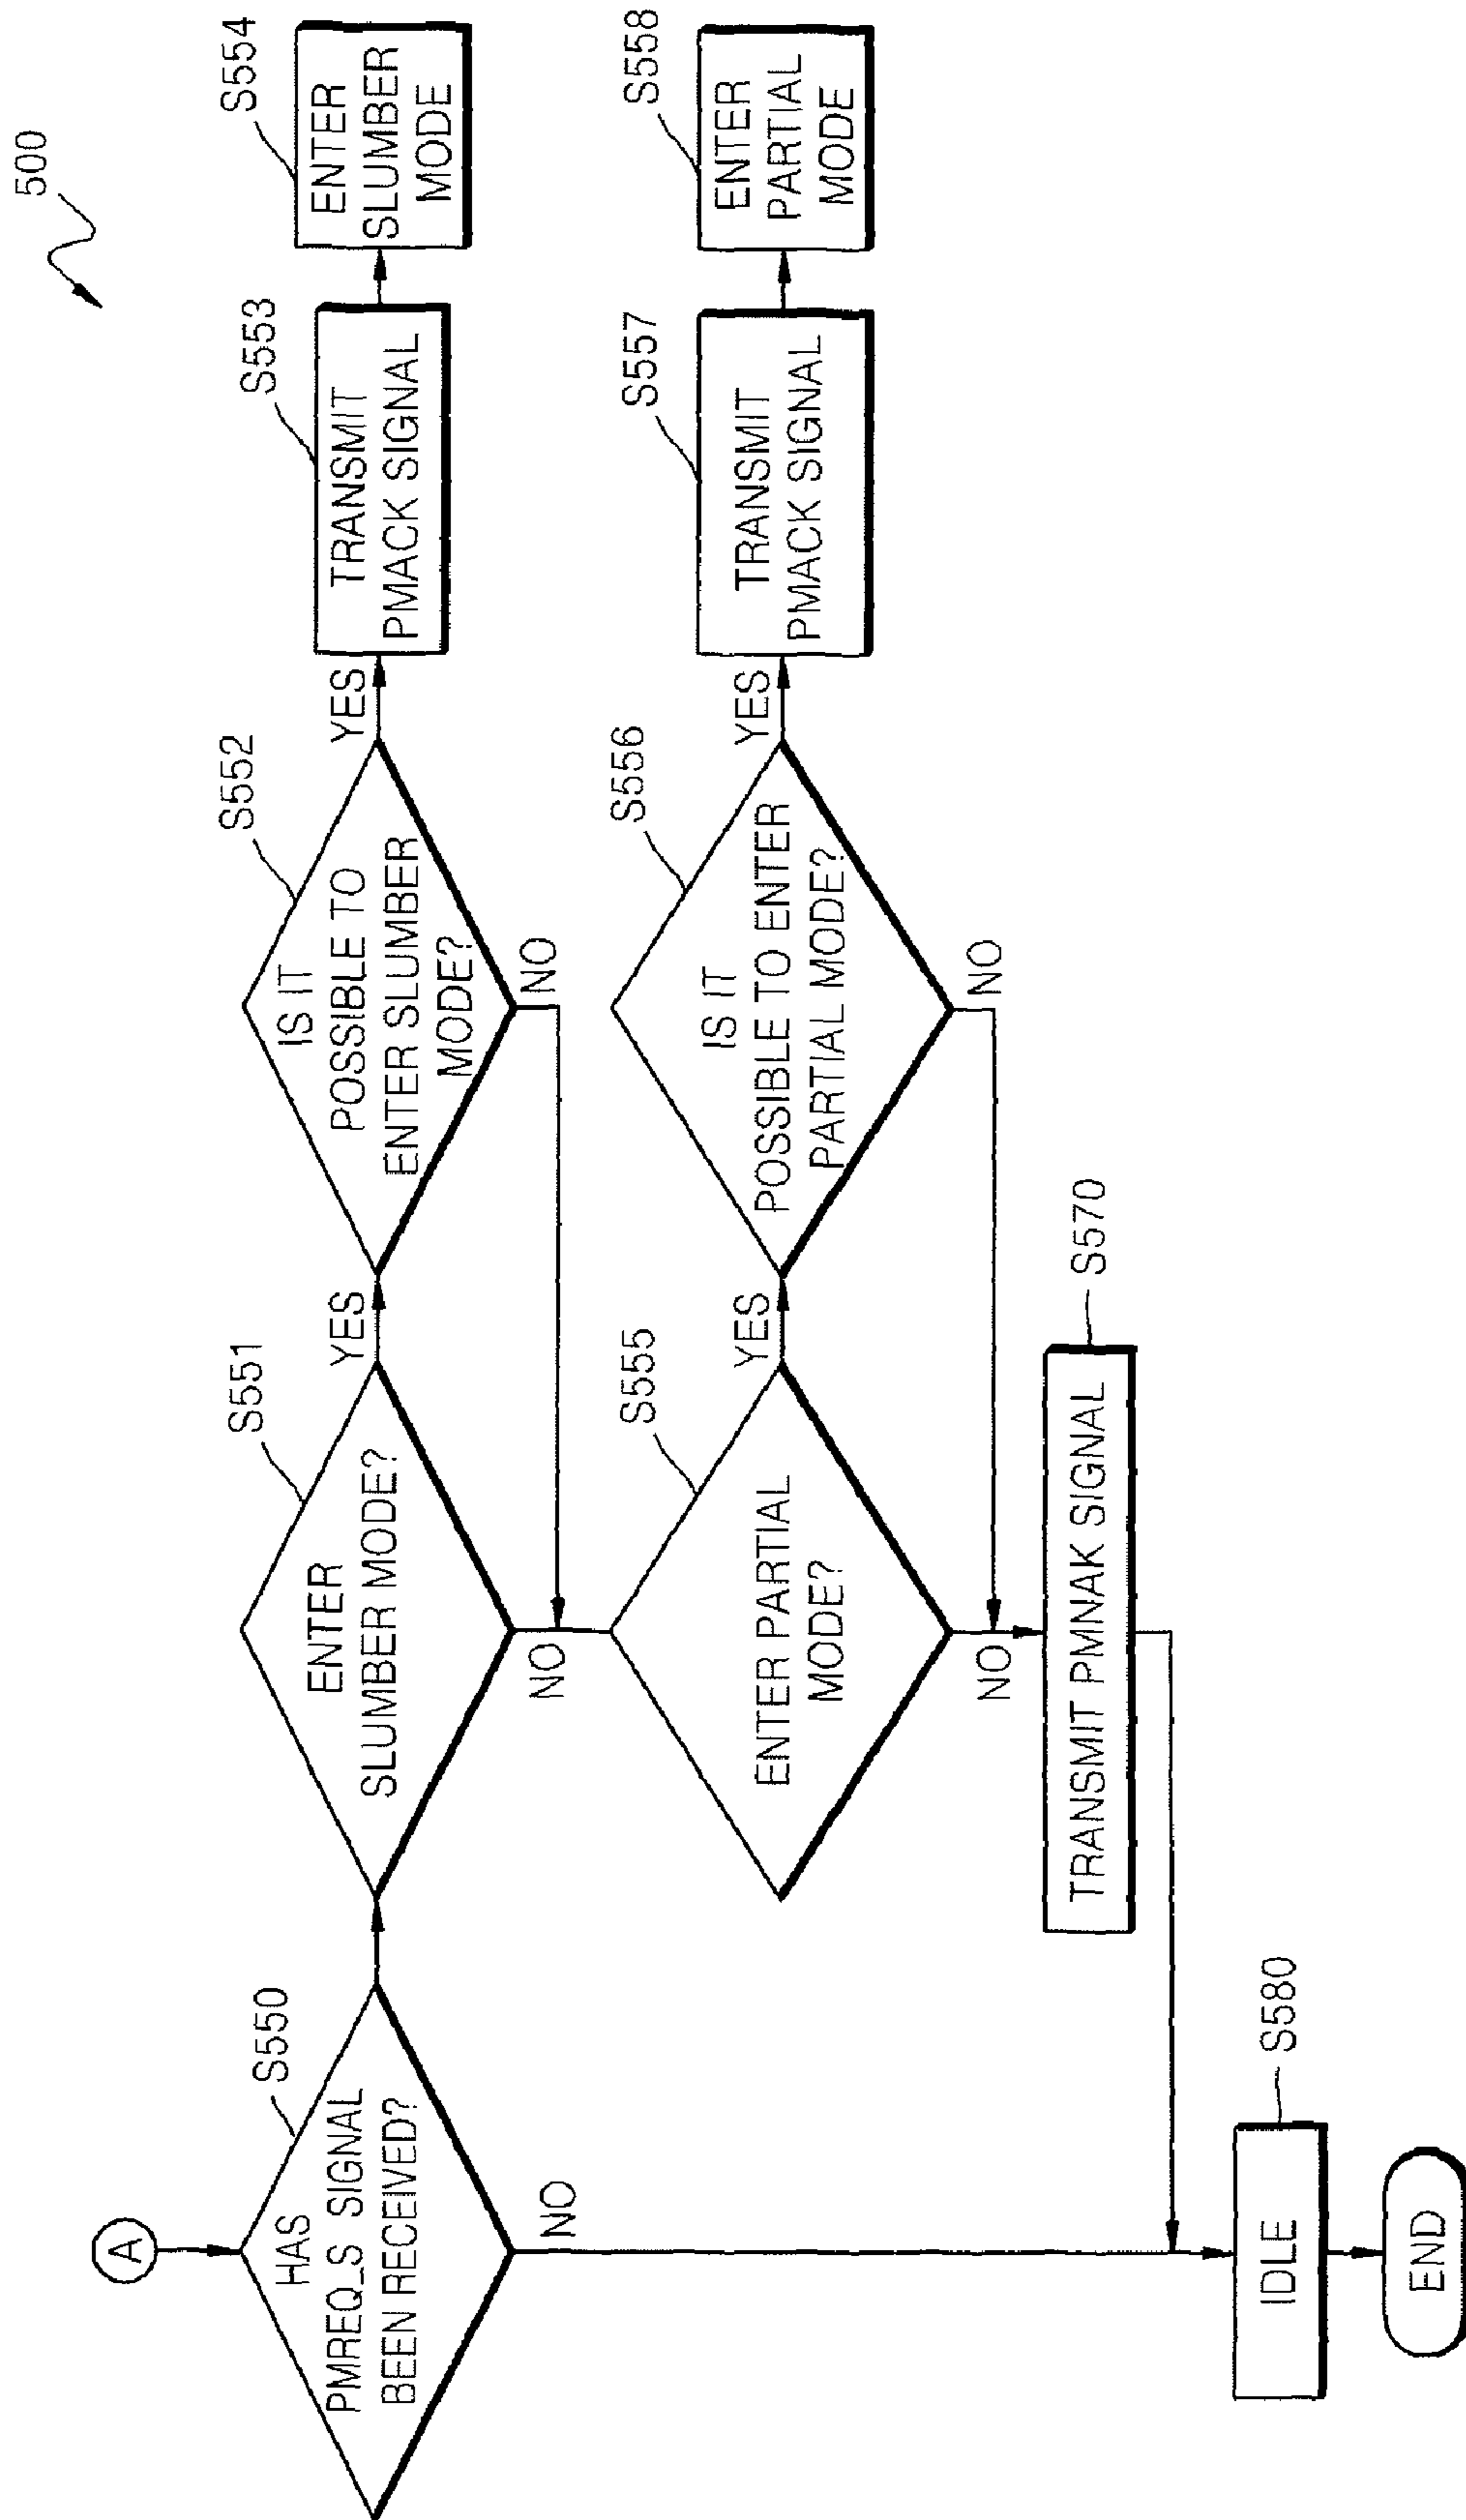 500
A
HAS
PMREQ_S SIGNAL
BEEN RECEIVED?
S550
NO
ENTER
SLUMBER MODE?
S551
YES
NO
IS IT
POSSIBLE TO
ENTER SLUMBER
MODE?
S552
YES
NO
TRANSMIT
PMACK SIGNAL
S553
ENTER
SLUMBER
MODE
S554
ENTER PARTIAL
MODE?
S555
YES
NO
IS IT
POSSIBLE TO ENTER
PARTIAL MODE?
S556
YES
NO
TRANSMIT
PMACK SIGNAL
S557
ENTER
PARTIAL
MODE
S558
TRANSMIT PMNAK SIGNAL
S570
IDLE
S580
END